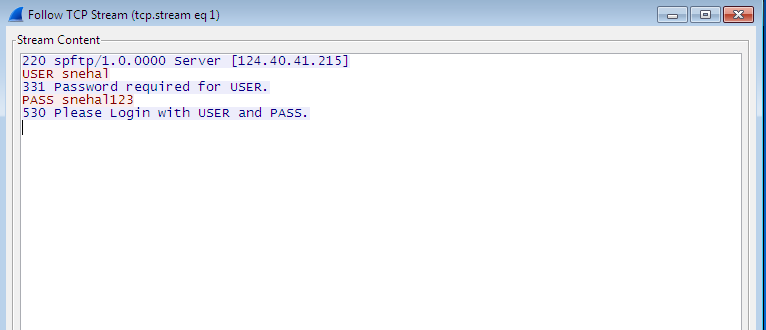 Follow TCP Stream (tcp.stream eq 1)
Stream Content
220 spftp/1.0.0000 Server [124.40.41.215]
USER snehal
331 Password required for USER.
PASS snehal123
530 Please Login with USER and PASS.